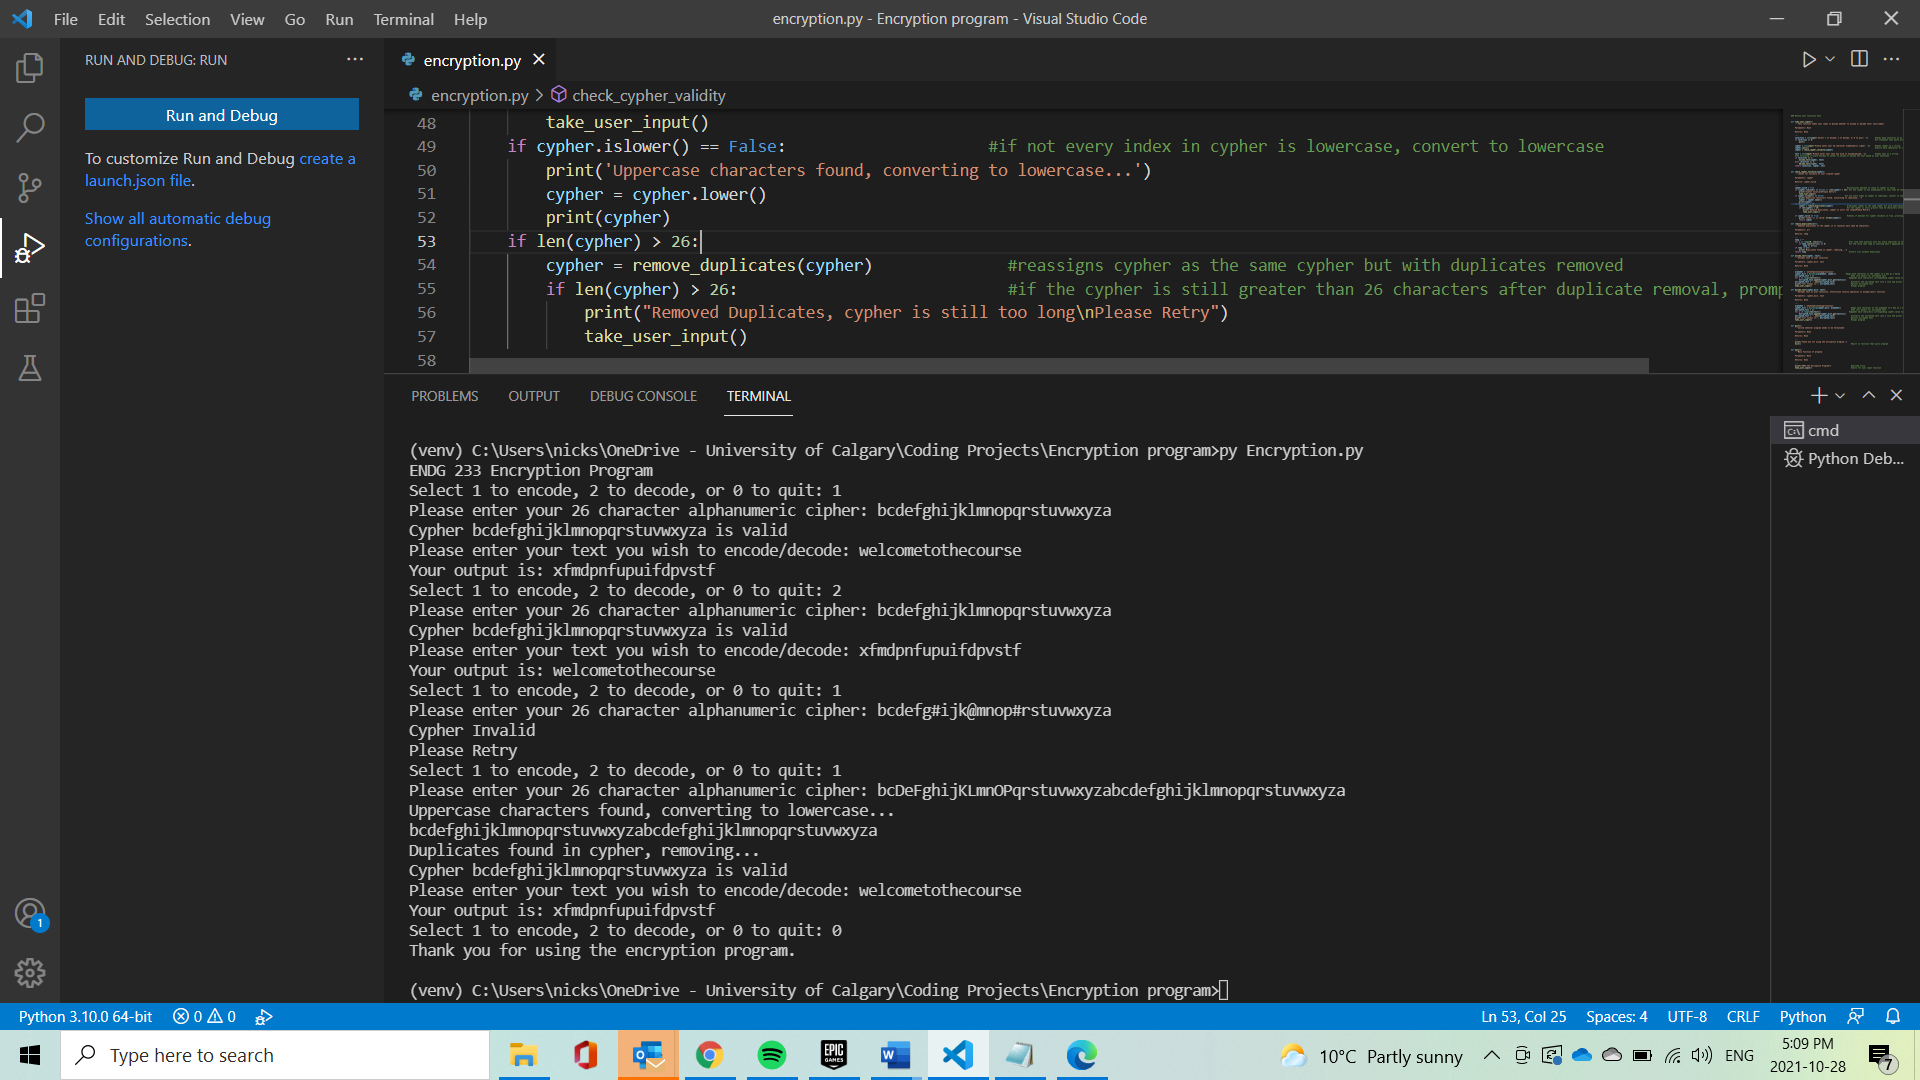 File Edit Selection View Go Run Terminal Help
encryption.py - Encryption program - Visual Studio Code
RUN AND DEBUG: RUN
Run and Debug
To customize Run and Debug create a
launch.json file.
Show all automatic debug
configurations.
encryption.py
encryption.py > check_cypher_validity
48 take_user_input()
49 if cypher.islower() == False: #if not every index in cypher is lowercase, convert to lowercase
50 print('Uppercase characters found, converting to lowercase...')
51 cypher = cypher.lower()
52 print(cypher)
53 if len(cypher) > 26:
54 cypher = remove_duplicates(cypher) #reassigns cypher as the same cypher but with duplicates removed
55 if len(cypher) > 26: #if the cypher is still greater than 26 characters after duplicate removal, promp
56 print("Removed Duplicates, cypher is still too long\nPlease Retry")
57 take_user_input()
58
PROBLEMS OUTPUT DEBUG CONSOLE TERMINAL
cmd
Python Deb...
(venv) C:\Users\nicks\OneDrive - University of Calgary\Coding Projects\Encryption program>py Encryption.py
ENDG 233 Encryption Program
Select 1 to encode, 2 to decode, or 0 to quit: 1
Please enter your 26 character alphanumeric cipher: bcdefghijklmnopqrstuvwxyza
Cypher bcdefghijklmnopqrstuvwxyza is valid
Please enter your text you wish to encode/decode: welcometothecourse
Your output is: xfmdpnfupuifdpvstf
Select 1 to encode, 2 to decode, or 0 to quit: 2
Please enter your 26 character alphanumeric cipher: bcdefghijklmnopqrstuvwxyza
Cypher bcdefghijklmnopqrstuvwxyza is valid
Please enter your text you wish to encode/decode: xfmdpnfupuifdpvstf
Your output is: welcometothecourse
Select 1 to encode, 2 to decode, or 0 to quit: 1
Please enter your 26 character alphanumeric cipher: bcdefg#ijk@mnop#rstuvwxyza
Cypher Invalid
Please Retry
Select 1 to encode, 2 to decode, or 0 to quit: 1
Please enter your 26 character alphanumeric cipher: bcDeFghijKLmnOPqrstuvwxyzabcdefghijklmnopqrstuvwxyza
Uppercase characters found, converting to lowercase...
bcdefghijklmnopqrstuvwxyzabcdefghijklmnopqrstuvwxyza
Duplicates found in cypher, removing...
Cypher bcdefghijklmnopqrstuvwxyza is valid
Please enter your text you wish to encode/decode: welcometothecourse
Your output is: xfmdpnfupuifdpvstf
Select 1 to encode, 2 to decode, or 0 to quit: 0
Thank you for using the encryption program.
(venv) C:\Users\nicks\OneDrive - University of Calgary\Coding Projects\Encryption program>
1
Python 3.10.0 64-bit 0 0
Ln 53, Col 25 Spaces: 4 UTF-8 CRLF Python
Type here to search
EPIC GAMES
10°C Partly sunny
ENG
5:09 PM
2021-10-28
7